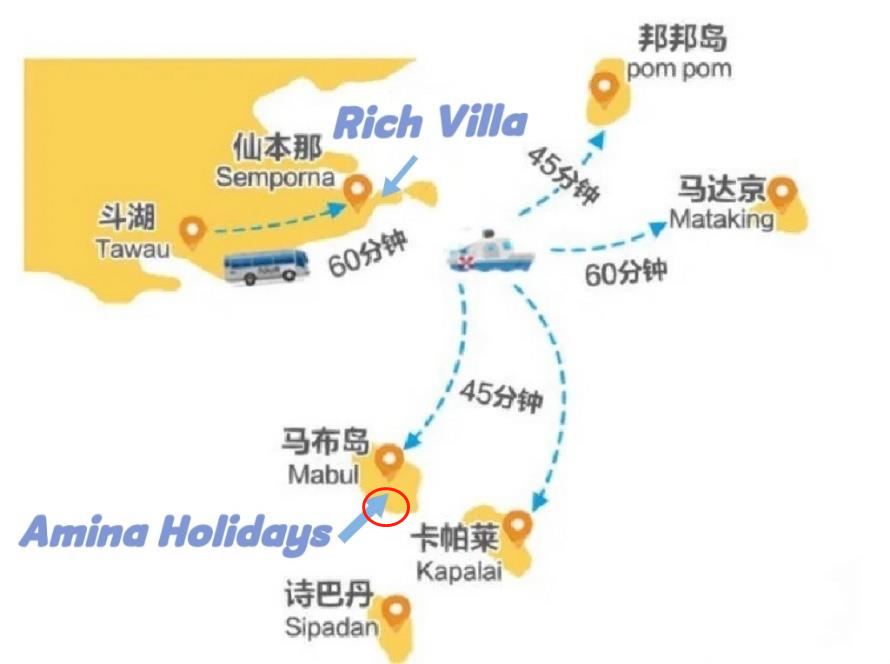 邦邦岛
pom pom
Rich Villa
仙本那
Semporna
45分钟
马达京
Mataking
斗湖
Tawau
60分钟
60分钟
45分钟
马布岛
Mabul
Amina Holidays
卡帕莱
Kapalai
诗巴丹
Sipadan